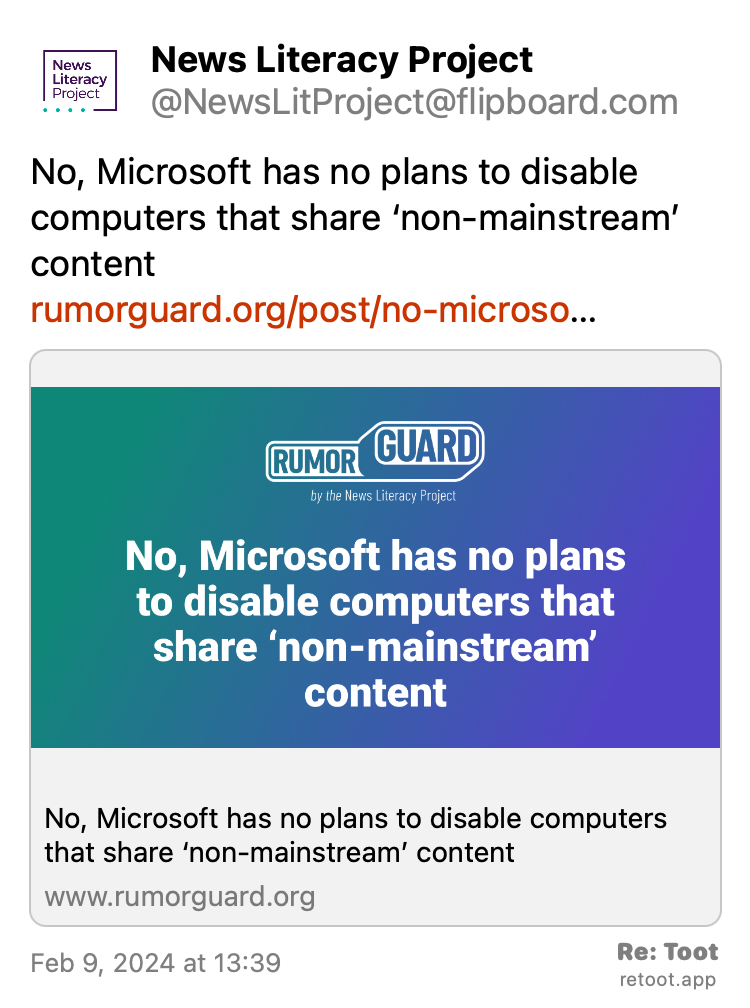 News
Literacy
Project
News Literacy Project
@NewsLitProject@flipboard.com
No, Microsoft has no plans to disable
computers that share ‘non-mainstream’
content
rumorguard.org/post/no-microso...
RUMOR GUARD
by the News Literacy Project
No, Microsoft has no plans
to disable computers that
share ‘non-mainstream’
content
No, Microsoft has no plans to disable computers
that share ‘non-mainstream’ content
www.rumorguard.org
Feb 9, 2024 at 13:39
Re: Toot
retoot.app